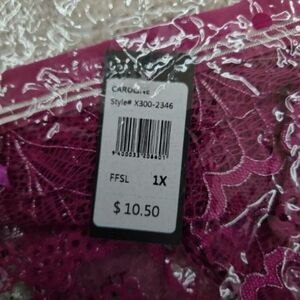 CAROLINE
Style# X300-2346
FFSL 1X
$ 10.50